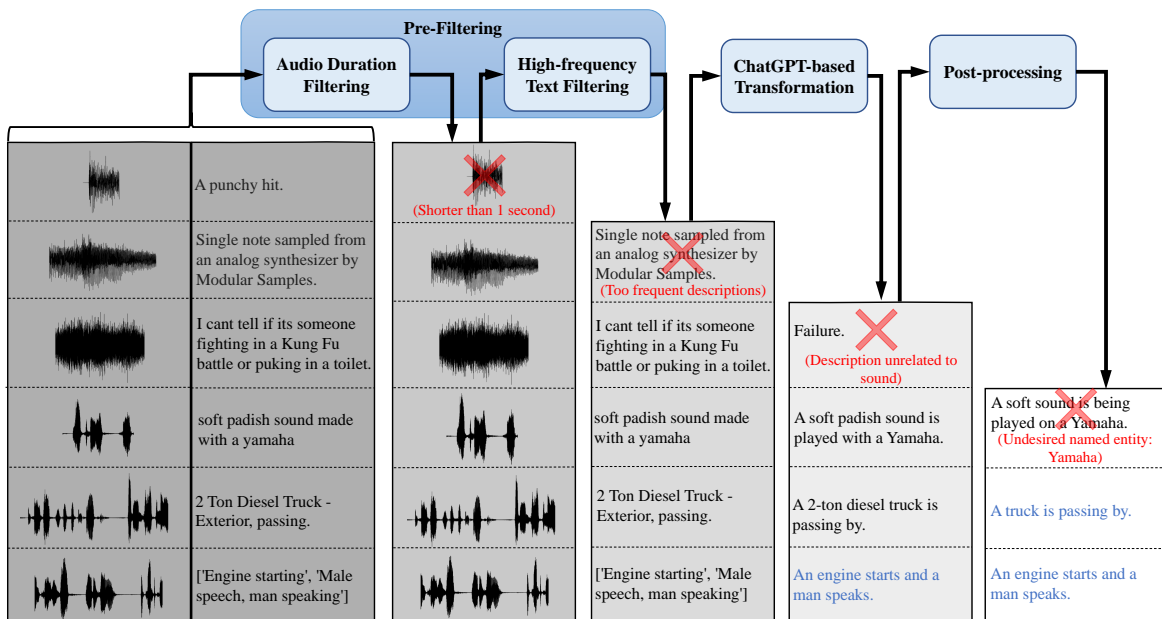 Pre-Filtering
Audio Duration
Filtering
High-frequency
Text Filtering
ChatGPT-based
Transformation
Post-processing
A punchy hit.
Single note sampled from
an analog synthesizer by
Modular Samples.
I cant tell if its someone
fighting in a Kung Fu
battle or puking in a toilet.
soft padish sound made
with a yamaha
2 Ton Diesel Truck -
Exterior, passing.
['Engine starting', 'Male
speech, man speaking']
(Shorter than 1 second)
Single note sampled from
an analog synthesizer by
Modular Samples.
(Too frequent descriptions)
I cant tell if its someone
fighting in a Kung Fu
battle or puking in a toilet.
soft padish sound made
with a yamaha
2 Ton Diesel Truck -
Exterior, passing.
['Engine starting', 'Male
speech, man speaking']
Failure.
(Description unrelated to
sound)
A soft padish sound is
played with a Yamaha.
A 2-ton diesel truck is
passing by.
An engine starts and a
man speaks.
A soft sound is being
played on a Yamaha.
(Undesired named entity:
Yamaha)
A truck is passing by.
An engine starts and a
man speaks.